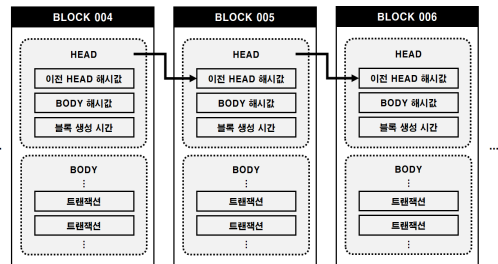 BLOCK 004
HEAD
이전 HEAD 해시값
BODY 해시값
블록 생성 시간
BODY
⋮
트랜잭션
트랜잭션
⋮
BLOCK 005
HEAD
이전 HEAD 해시값
BODY 해시값
블록 생성 시간
BODY
⋮
트랜잭션
트랜잭션
⋮
BLOCK 006
HEAD
이전 HEAD 해시값
BODY 해시값
블록 생성 시간
BODY
⋮
트랜잭션
트랜잭션
⋮
...